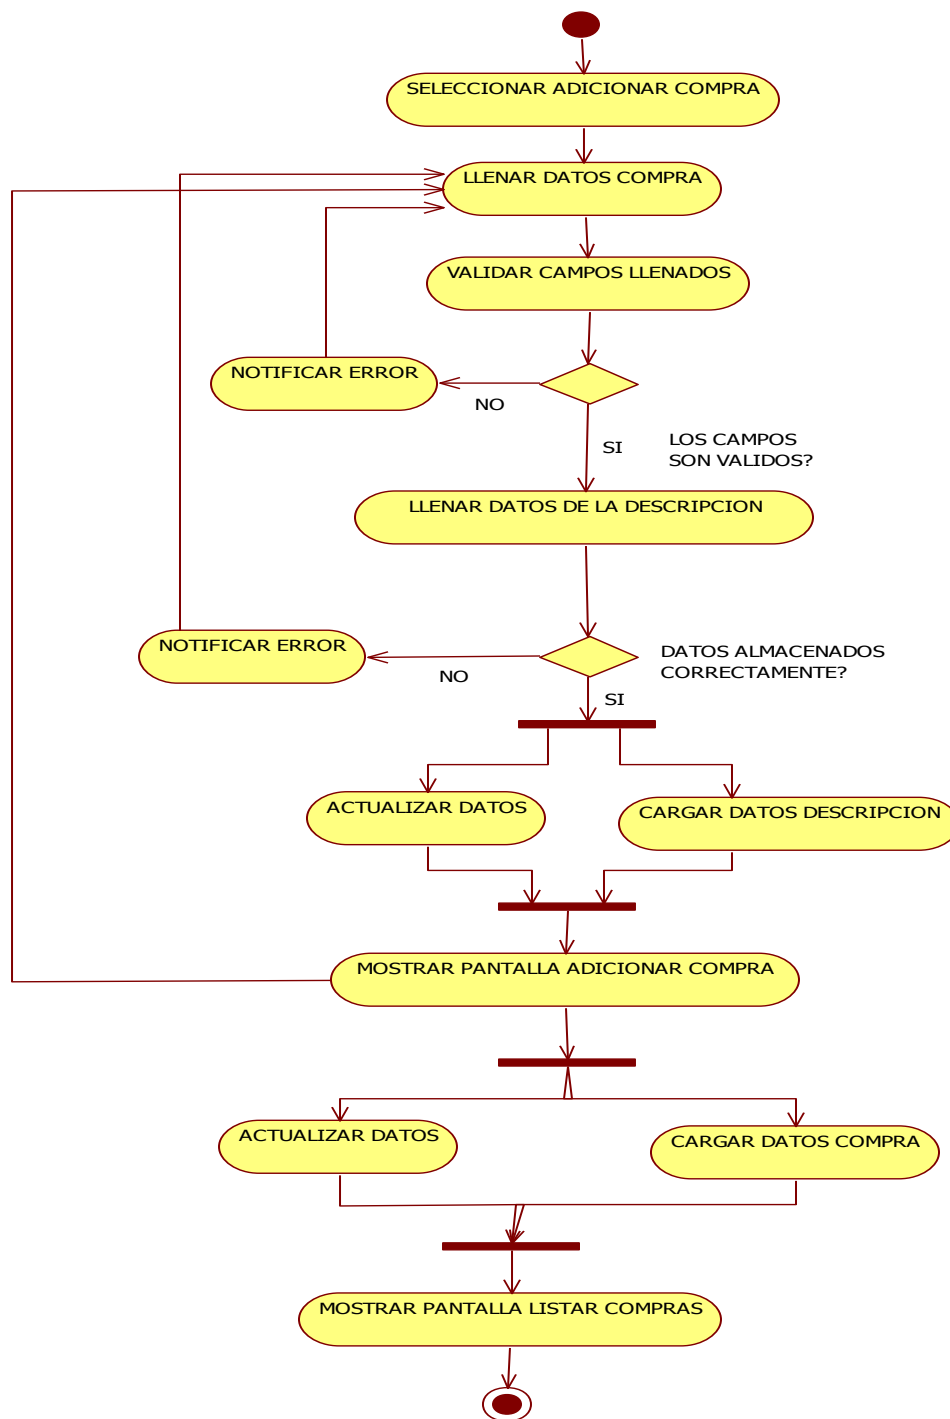 SELECCIONAR ADICIONAR COMPRA
LLENAR DATOS COMPRA
VALIDAR CAMPOS LLENADOS
NOTIFICAR ERROR
NO
SI
LOS CAMPOS
SON VALIDOS?
LLENAR DATOS DE LA DESCRIPCION
NOTIFICAR ERROR
NO
DATOS ALMACENADOS
CORRECTAMENTE?
SI
ACTUALIZAR DATOS
CARGAR DATOS DESCRIPCION
MOSTRAR PANTALLA ADICIONAR COMPRA
ACTUALIZAR DATOS
CARGAR DATOS COMPRA
MOSTRAR PANTALLA LISTAR COMPRAS